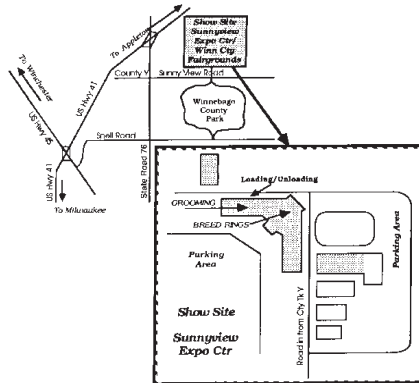 To Appleton
Show Site
Sunnyview
Expo Ctr/
Winn Cty
Fairgrounds
To Winchester
US Hwy 41
County Y
Sunny View Road
US Hwy 45
Winnebago
County
Park
Snell Road
State Road 76
US Hwy 41
To Milwaukee
Loading/Unloading
GROOMING
BREED RINGS
Parking
Area
Parking Area
Road in from Cty Tk Y
Show Site
Sunnyview
Expo Ctr